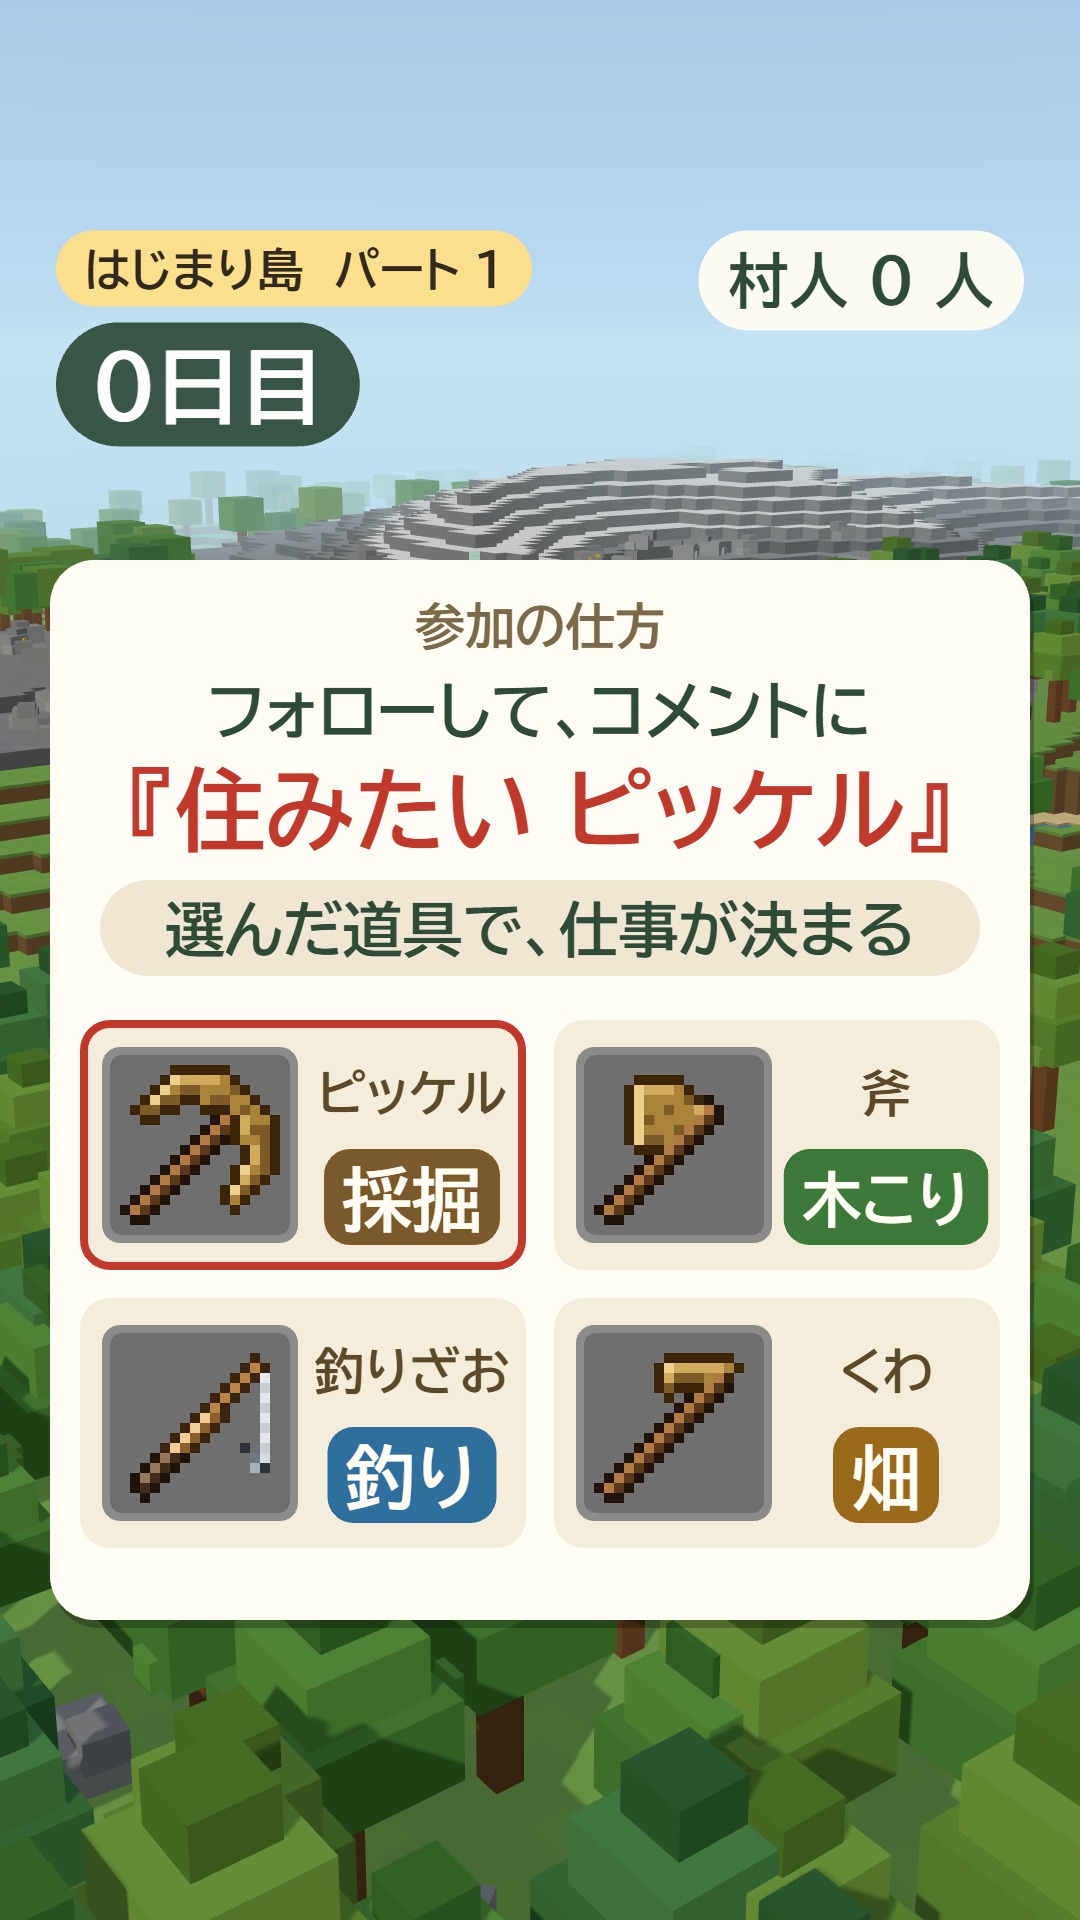 はじまり島 パート 1
村人 0 人
0日目
参加の仕方
フォローして、コメントに
『住みたい ピッケル』
選んだ道具で、仕事が決まる
ピッケル
採掘
斧
木こり
釣りざお
釣り
くわ
畑